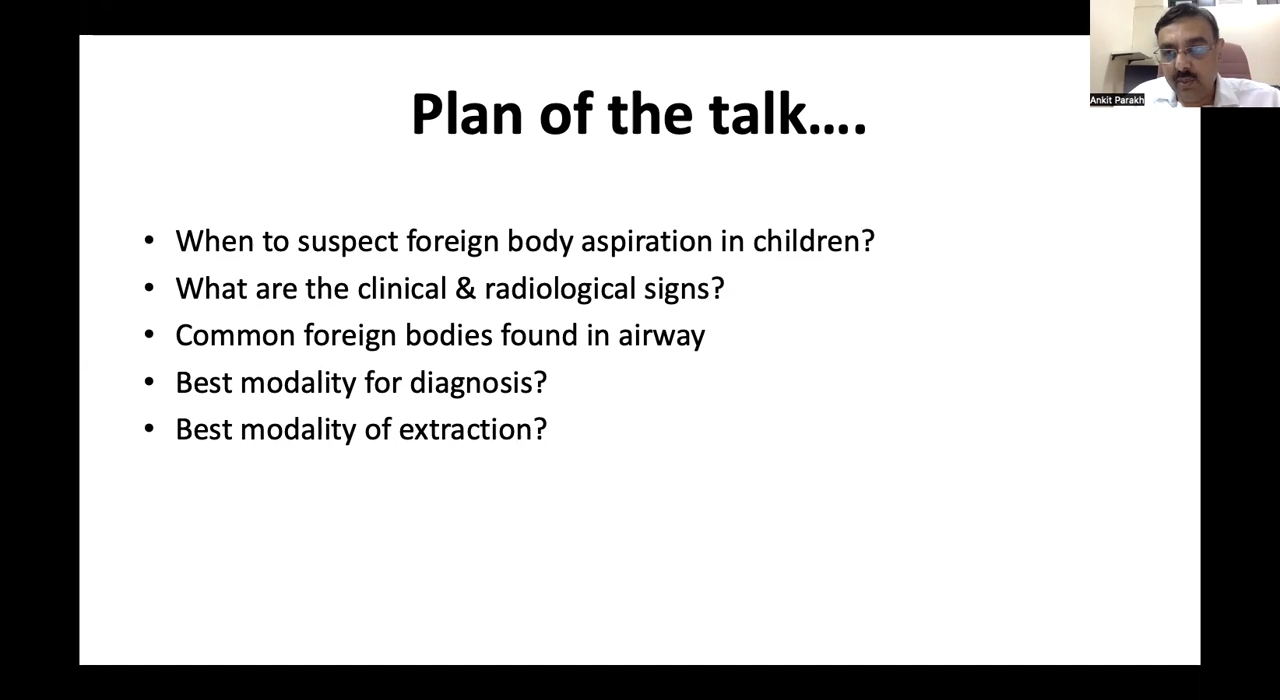 Plan of the talk....
Ankit Parakh
• When to suspect foreign body aspiration in children?
• What are the clinical & radiological signs?
• Common foreign bodies found in airway
• Best modality for diagnosis?
• Best modality of extraction?